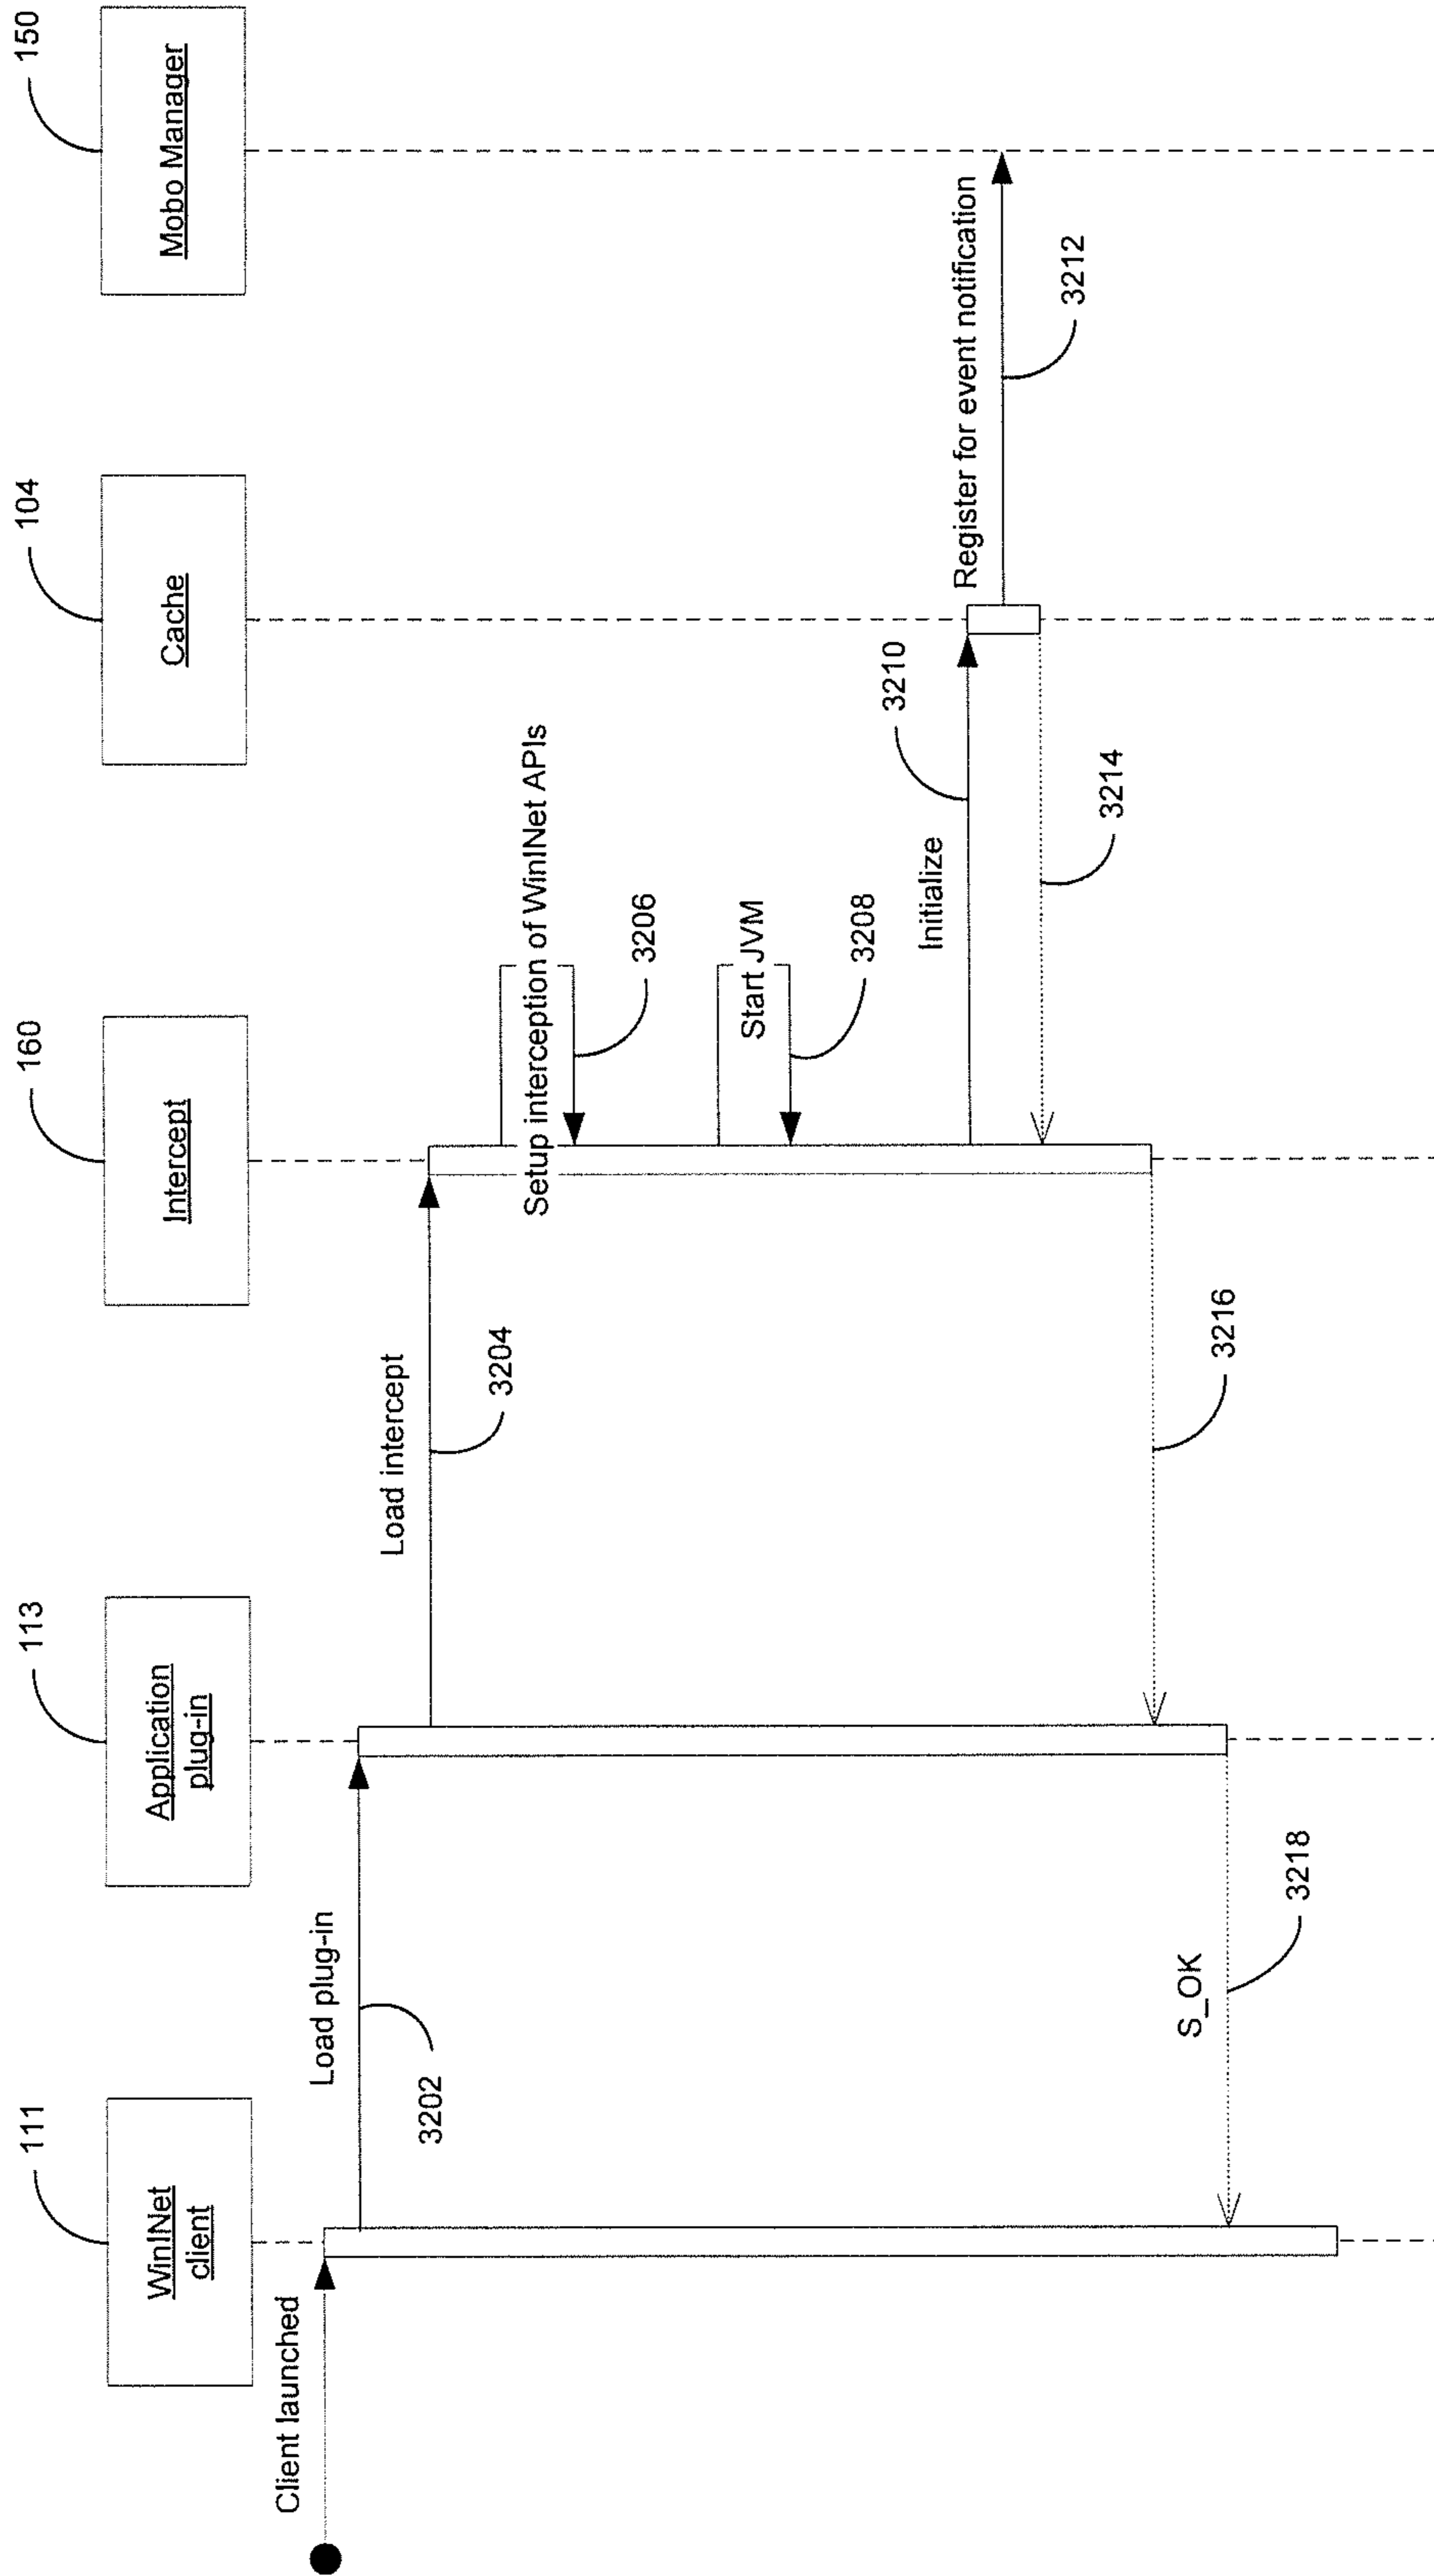 111
113
160
104
150
WinINet
client
Application
plug-in
Intercept
Cache
Mobo Manager
Client launched
Load plug-in
3202
Load intercept
3204
Setup interception of WinINet APIs
3206
Start JVM
3208
Initialize
3210
Register for event notification
3212
3214
3216
S_OK
3218